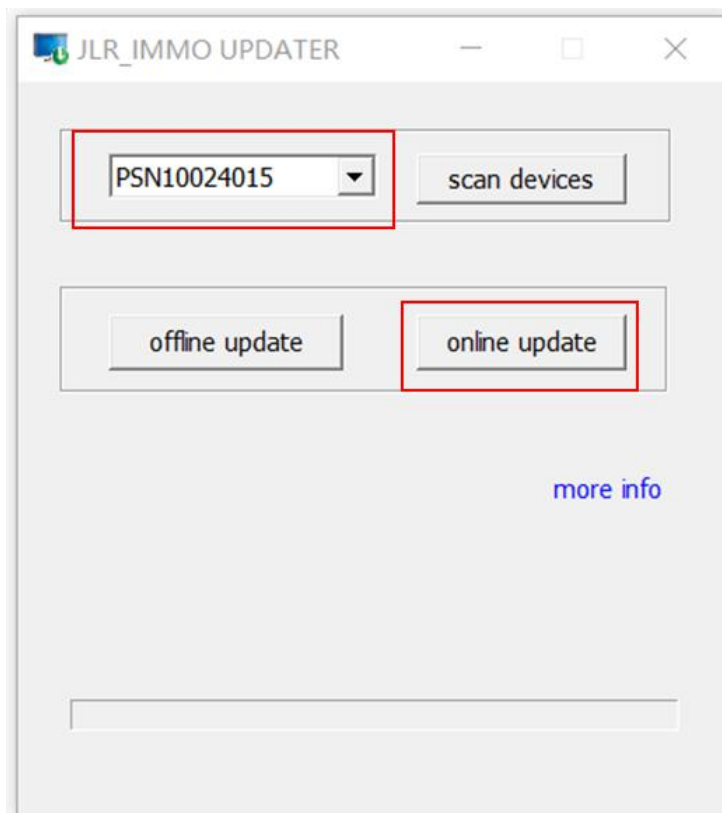 JLR_IMMO UPDATER
PSN10024015
scan devices
offline update
online update
more info